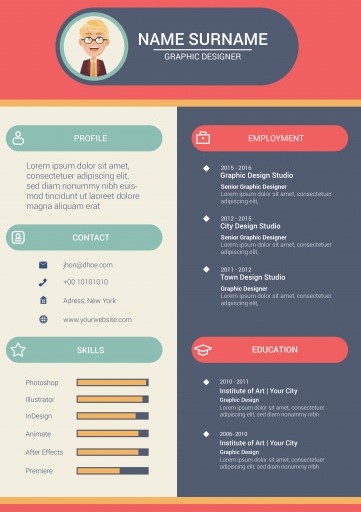 NAME SURNAME
GRAPHIC DESIGNER
PROFILE
Lorem ipsum dolor sit amet,
consectetuer adipiscing elit,
sed diam nonummy nibh euis-
mod tincidunt ut laoreet
dolore magna aliquam
CONTACT
jhon@dhoe.com
+00 10101010
Adress, New York
www.yourwebsite.com
SKILLS
Photoshop
Illustrator
InDesign
Animate
After Effects
Premiere
EMPLOYMENT
2015 - 2016
Graphic Design Studio
Senior Graphic Designer
Lorem ipsum dolor sit amet, consectetuer
adipiscing elit,
2012 - 2015
City Design Studio
Senior Graphic Designer
Lorem ipsum dolor sit amet, consectetuer
adipiscing elit,
2011 - 2012
Town Design Studio
Graphic Designer
Lorem ipsum dolor sit amet, consectetuer
adipiscing elit,
EDUCATION
2010 - 2011
Institute of Art | Your City
Graphic Design
Lorem ipsum dolor sit amet, consectetuer
adipiscing elit, sed diam nonummy nibh
2006- 2010
Institute of Art | Your City
Graphic Design
Lorem ipsum dolor sit amet, consectetuer
adipiscing elit, sed diam nonummy nibh